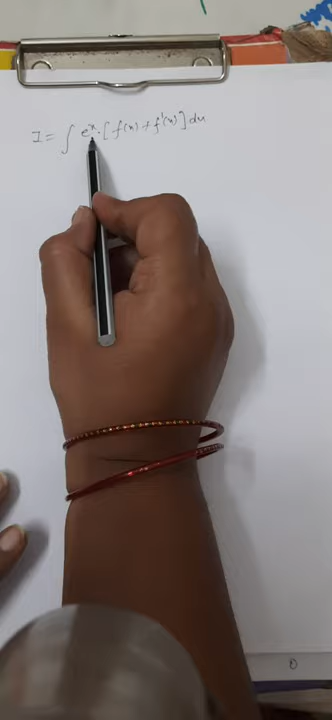 I = ∫ eˣ · [f(x) + f'(x)] dx